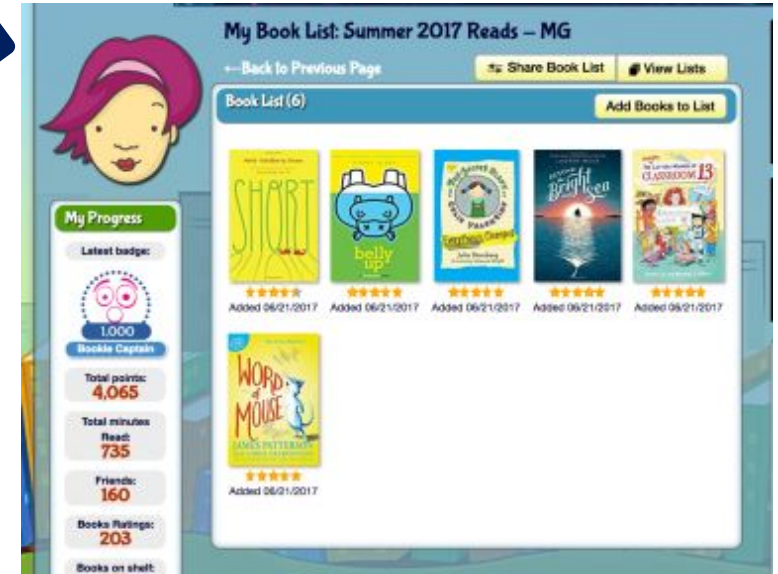 My Book List: Summer 2017 Reads – MG
←Back to Previous Page
Share Book List
View Lists
Book List (6)
Add Books to List
SHORT
belly up
Bright sea
CLASSROOM 13
Added 06/21/2017
Added 06/21/2017
Added 06/21/2017
Added 06/21/2017
Added 06/21/2017
WORD of MOUSE
JAMES PATTERSON
Added 06/21/2017
My Progress
Latest badge:
1,000
Bookie Captain
Total points:
4,065
Total minutes
Read:
735
Friends:
160
Books Ratings:
203
Books on shelf: